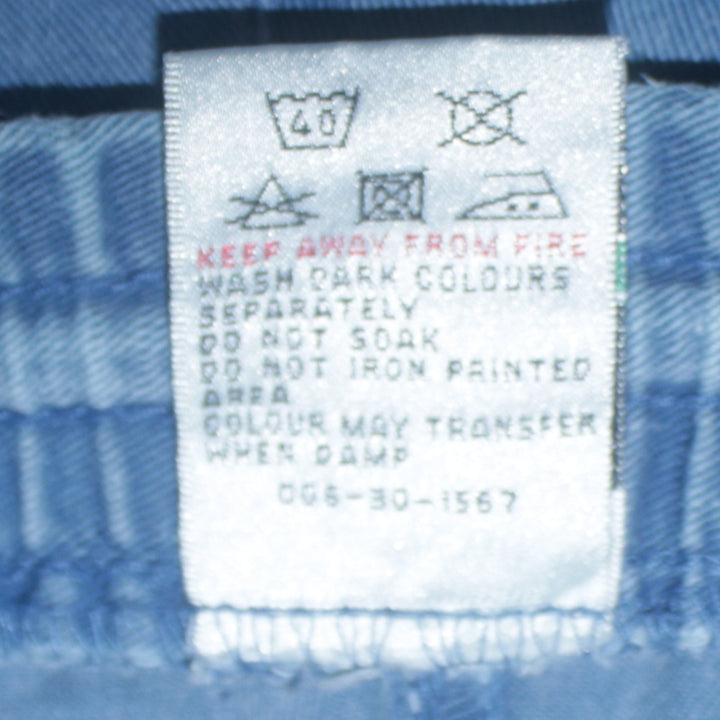 40
KEEP AWAY FROM FIRE
WASH DARK COLOURS
SEPARATELY
DO NOT SOAK
DO NOT IRON PRINTED
AREA
COLOUR MAY TRANSFER
WHEN DAMP
006-30-1567